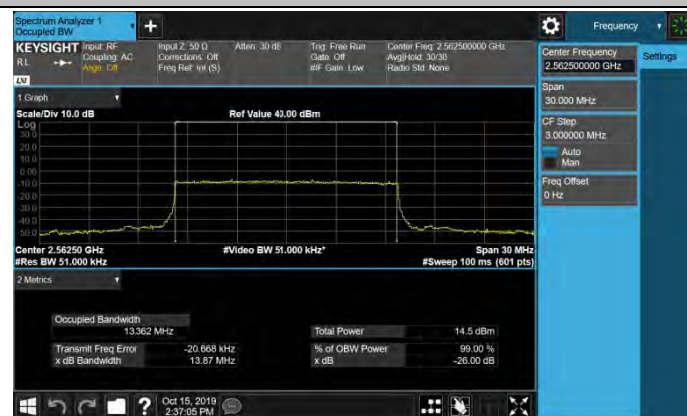 Spectrum Analyzer 1
Occupied BW
Frequency
KEYSIGHT Input: RF Input Z: 50 Ω Atten: 30 dB Trig: Free Run Center Freq: 2.562500000 GHz
RL Coupling: AC Corrections: Off Gate: Off Avg|Hold: 30/30
Align: Off Freq Ref: Int (S) #IF Gain: Low Radio Std: None
LXI
Center Frequency
2.562500000 GHz
Settings
Span
30.000 MHz
CF Step
3.000000 MHz
Auto
Man
Freq Offset
0 Hz
1 Graph
Scale/Div 10.0 dB Ref Value 40.00 dBm
Log
30.0
20.0
10.0
0.00
-10.0
-20.0
-30.0
-40.0
-50.0
Center 2.56250 GHz #Video BW 51.000 kHz* Span 30 MHz
#Res BW 51.000 kHz #Sweep 100 ms (601 pts)
2 Metrics
Occupied Bandwidth
13.362 MHz Total Power 14.5 dBm
Transmit Freq Error -20.668 kHz % of OBW Power 99.00 %
x dB Bandwidth 13.87 MHz x dB -26.00 dB
Oct 15, 2019
2:37:05 PM